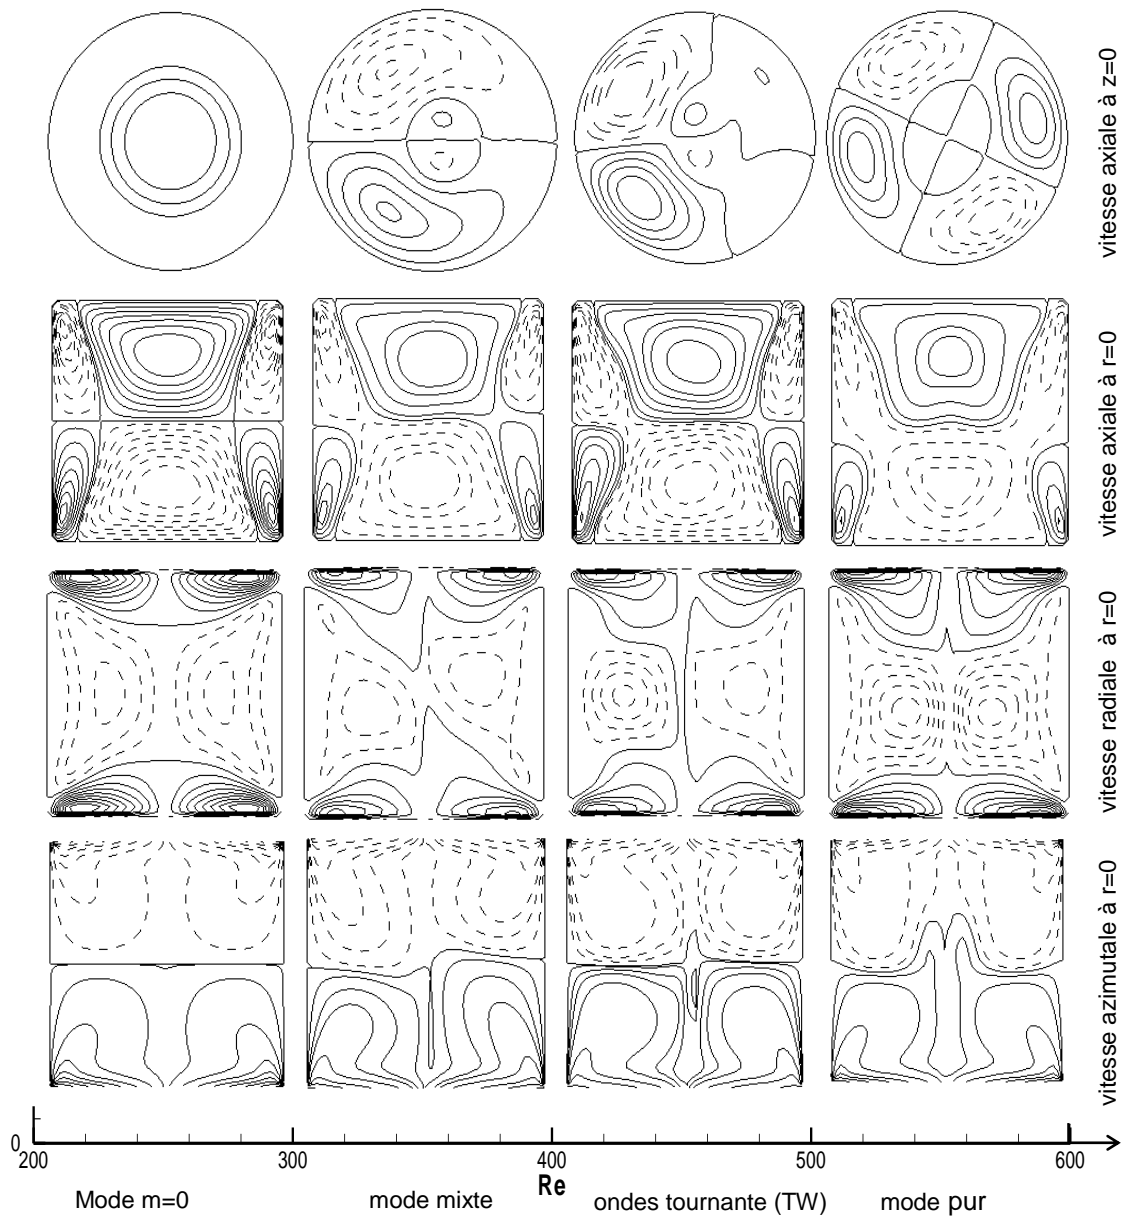 vitesse axiale à z=0
vitesse axiale à r=0
vitesse radiale à r=0
vitesse azimutale à r=0
0
200 300 400 500 600
Re
Mode m=0 mode mixte ondes tournante (TW) mode pur